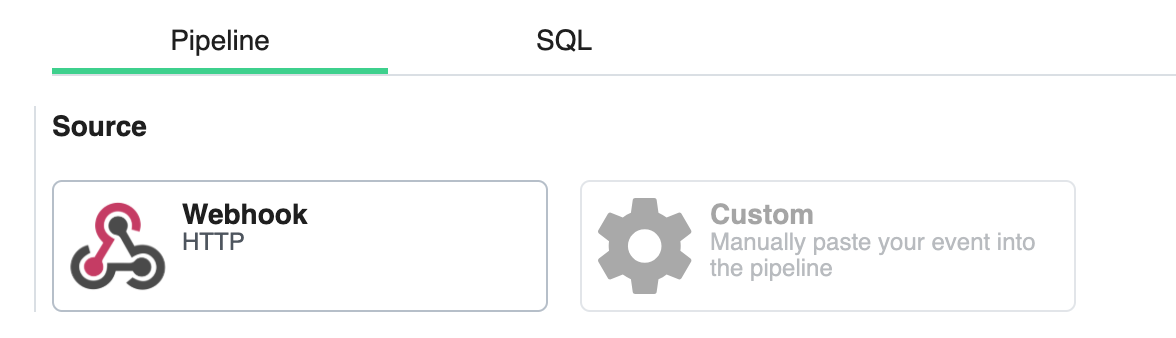 Pipeline SQL
Source
Webhook
HTTP
Custom
Manually paste your event into
the pipeline